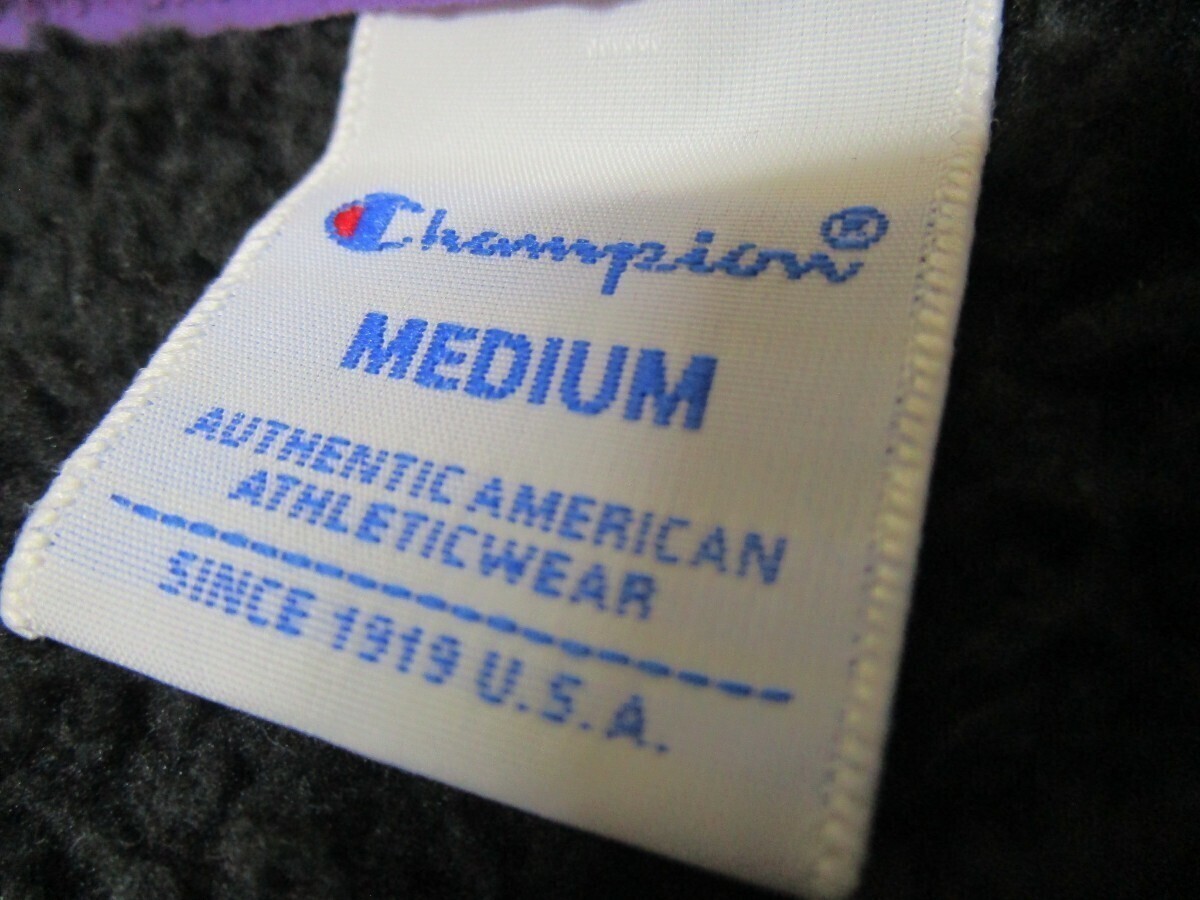 Champion®
MEDIUM
AUTHENTIC AMERICAN
ATHLETICWEAR
SINCE 1919 U.S.A.